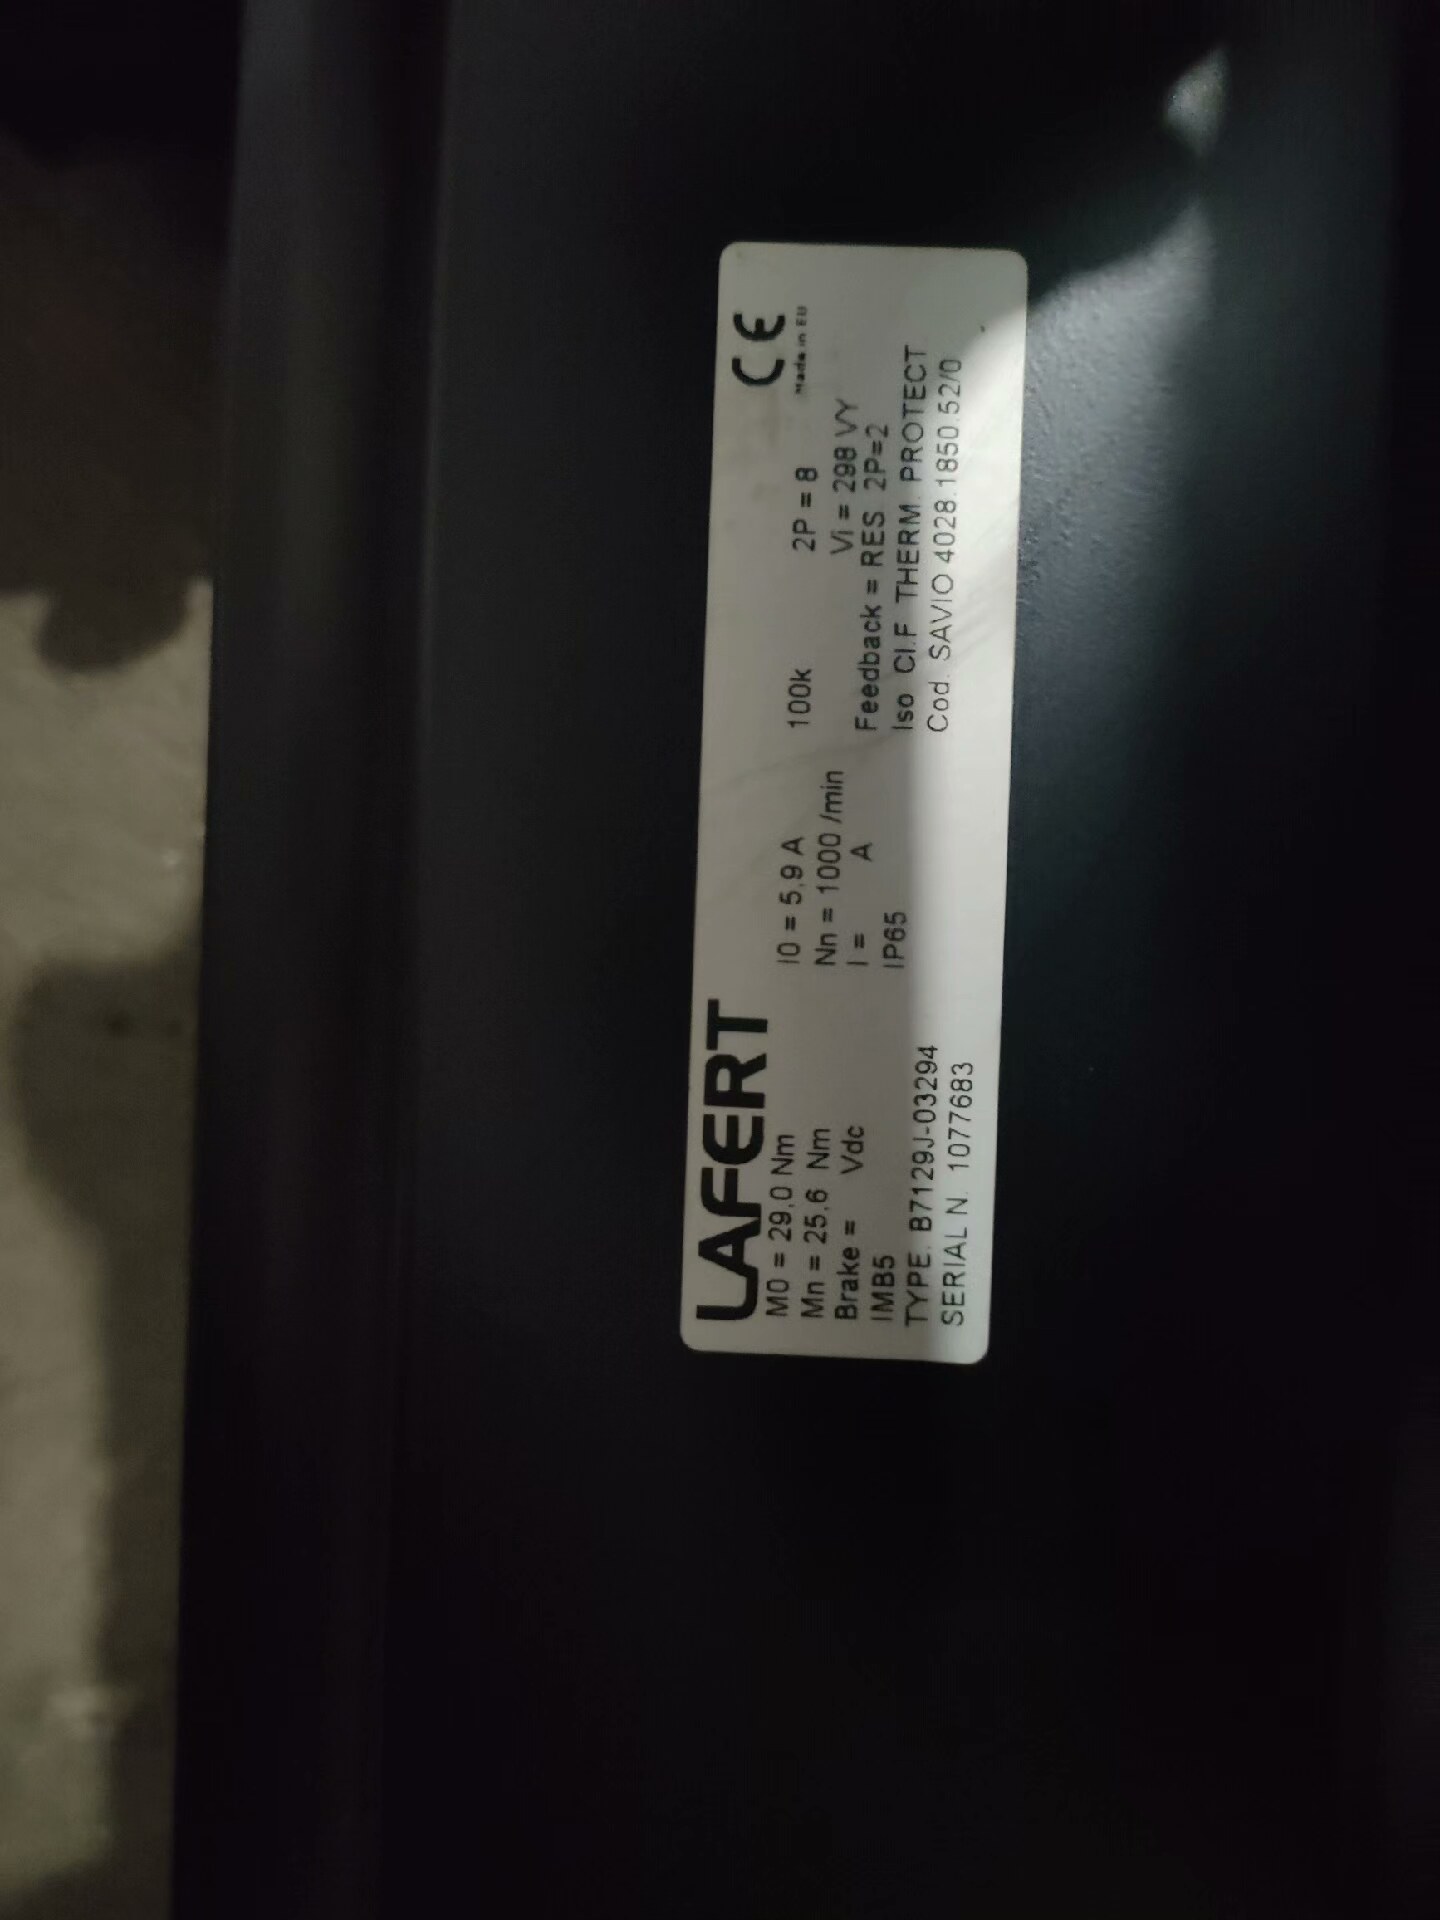 LAFERT CE
Made in EU
M0 = 29,0 Nm I0 = 5,9 A 100k 2P = 8
Mn = 25,6 Nm Nn = 1000 /min Vi = 298 VY
Brake = Vdc I = A Feedback = RES. 2P=2
IMB5 IP65 Iso Cl.F THERM. PROTECT
TYPE. B7129J-03294 Cod. SAVIO 4028.1850.52/0
SERIAL N. 1077683